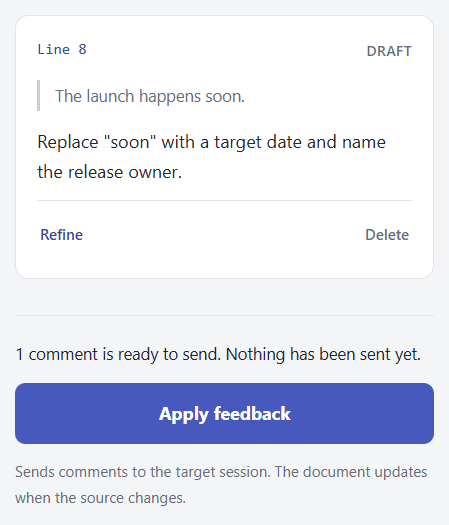 Line 8
DRAFT
The launch happens soon.
Replace "soon" with a target date and name
the release owner.
Refine
Delete
1 comment is ready to send. Nothing has been sent yet.
Apply feedback
Sends comments to the target session. The document updates
when the source changes.